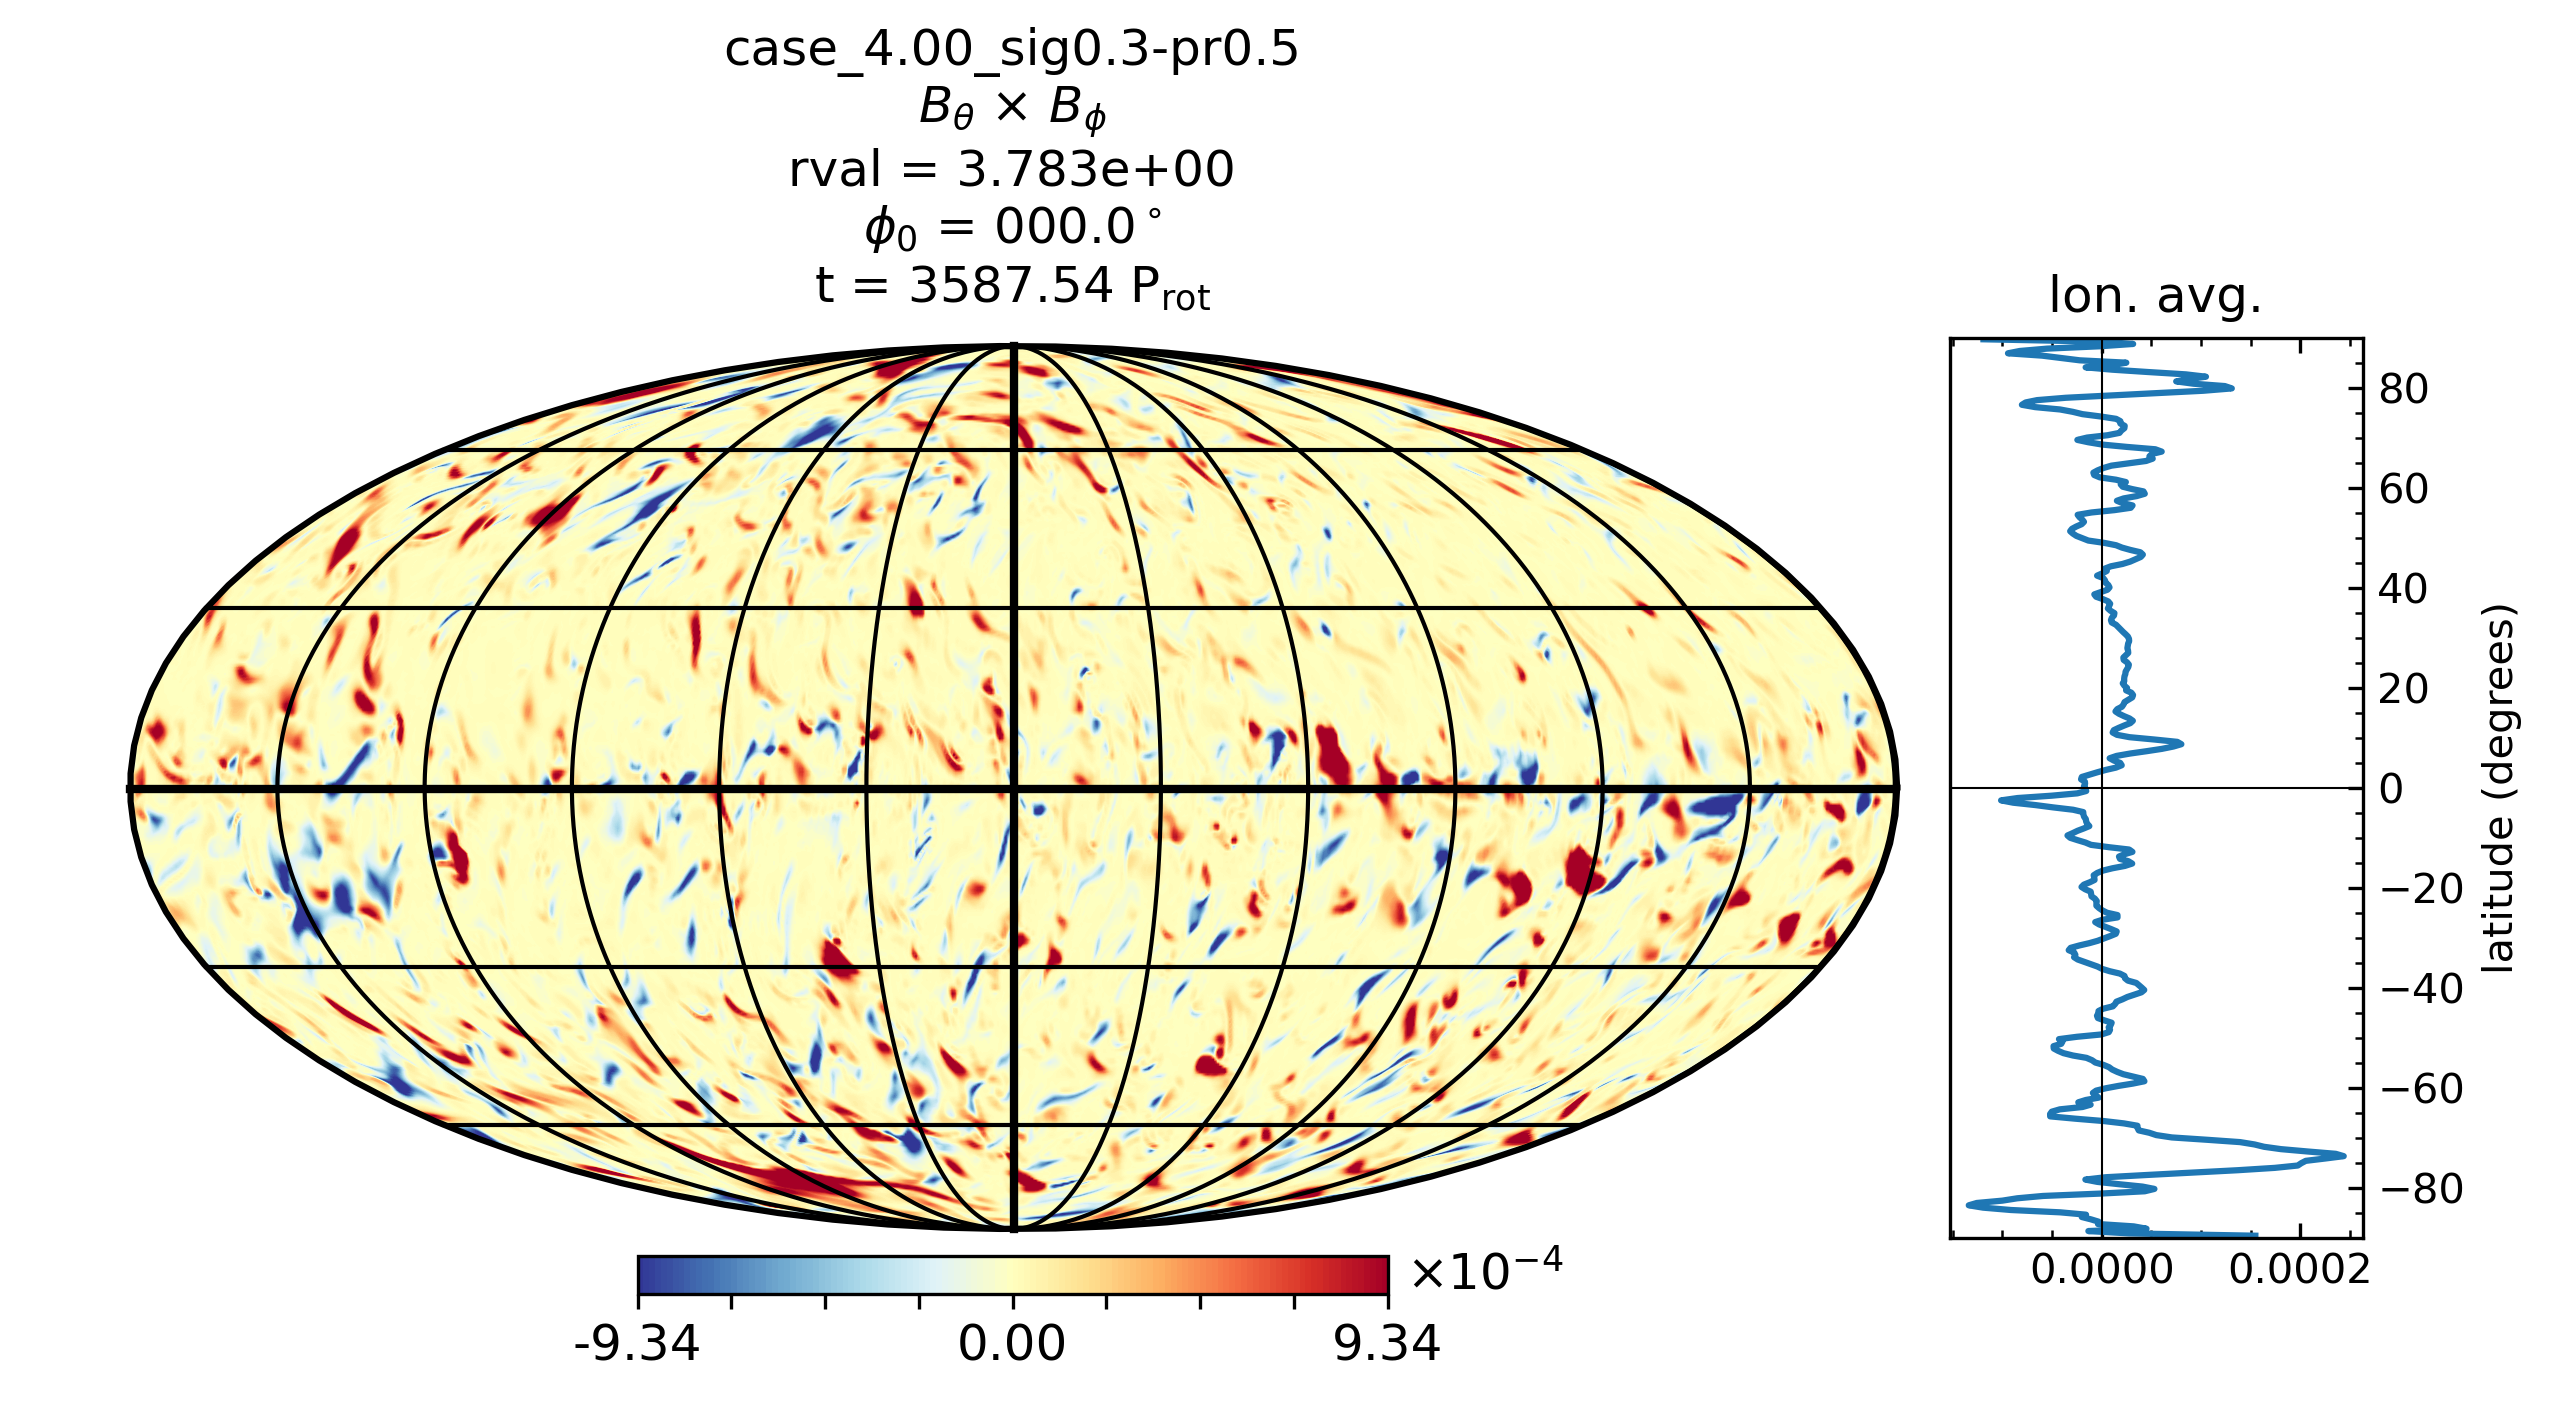 case_4.00_sig0.3-pr0.5
B_θ × B_ϕ
rval = 3.783e+00
ϕ_0 = 000.0°
t = 3587.54 P_rot
lon. avg.
80
60
40
20
0
−20
−40
−60
−80
latitude (degrees)
0.0000 0.0002
×10^−4
-9.34 0.00 9.34